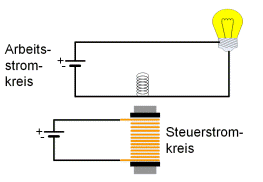 Arbeits-
strom-
kreis
+
-
Steuerstrom-
kreis
+
-